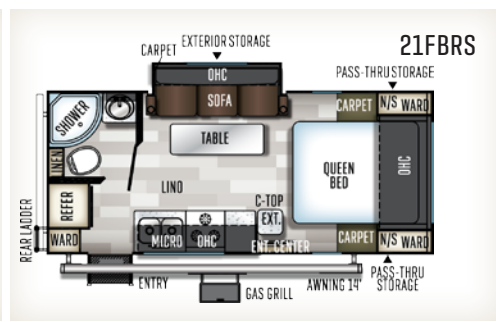 21FBRS
EXTERIOR STORAGE
CARPET
PASS-THRU STORAGE
OHC
SOFA
CARPET
N/S
WARD
SHOWER
TABLE
QUEEN
BED
OHC
LINEN
LINO
REFER
C-TOP
EXT.
REAR LADDER
WARD
MICRO
OHC
ENT. CENTER
CARPET
N/S
WARD
ENTRY
GAS GRILL
AWNING 14'
PASS-THRU
STORAGE